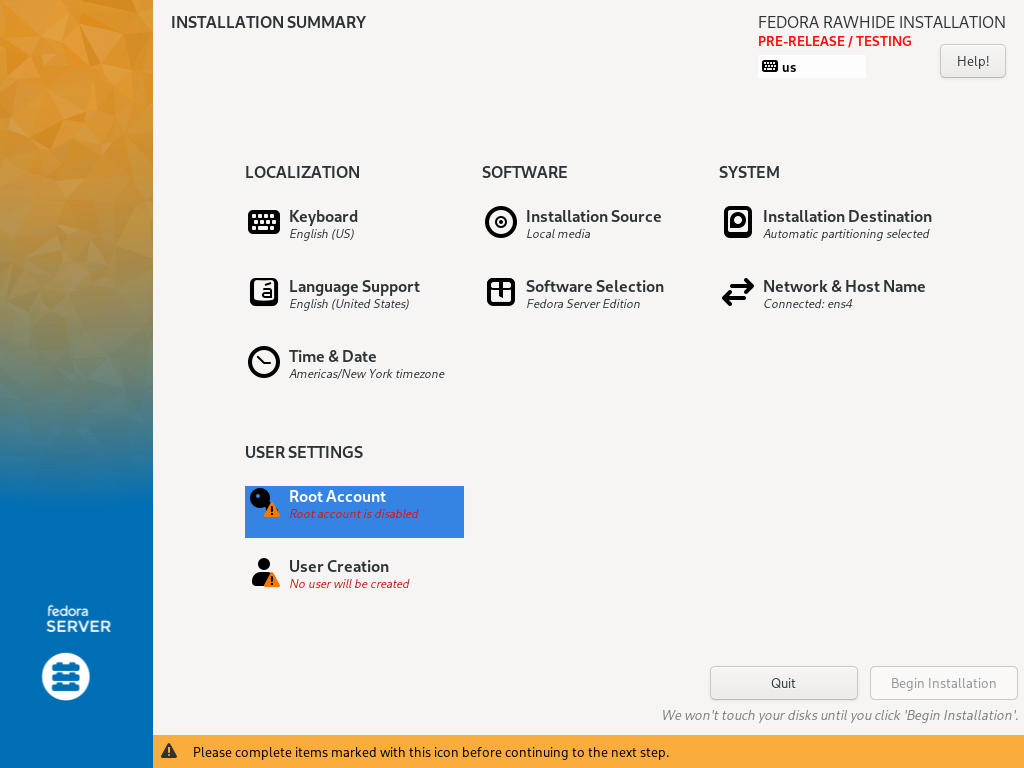 INSTALLATION SUMMARY
FEDORA RAWHIDE INSTALLATION
PRE-RELEASE / TESTING
us
Help!
LOCALIZATION
Keyboard
English (US)
Language Support
English (United States)
Time & Date
Americas/New York timezone
SOFTWARE
Installation Source
Local media
Software Selection
Fedora Server Edition
SYSTEM
Installation Destination
Automatic partitioning selected
Network & Host Name
Connected: ens4
USER SETTINGS
Root Account
Root account is disabled
User Creation
No user will be created
fedora
SERVER
Quit
Begin Installation
We won't touch your disks until you click 'Begin Installation'.
Please complete items marked with this icon before continuing to the next step.